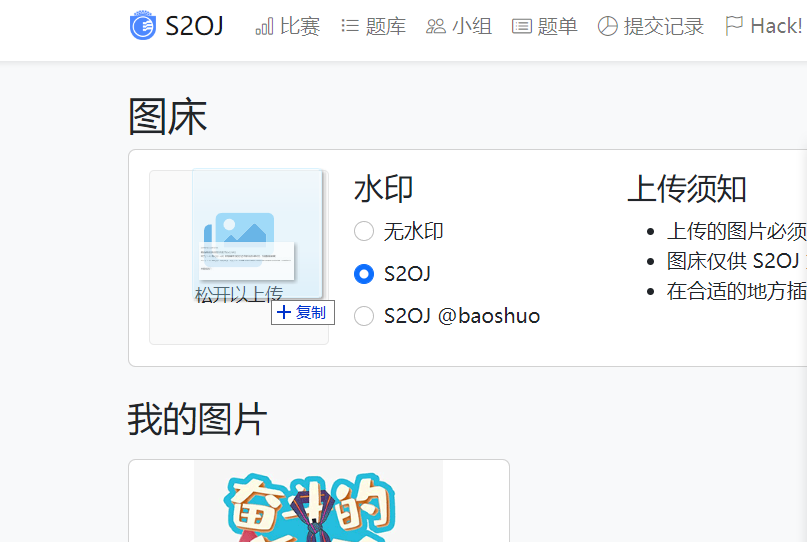 S2OJ 比赛 题库 小组 题单 提交记录 Hack!
图床
松开以上传
复制
水印
无水印
S2OJ
S2OJ @baoshuo
上传须知
上传的图片必须
图床仅供 S2OJ
在合适的地方插
我的图片
奋斗的